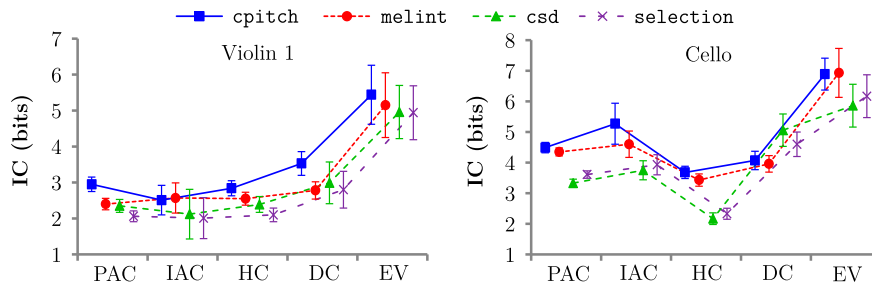 cpitch melint csd selection
Violin 1
IC (bits)
7
6
5
4
3
2
1
PAC IAC HC DC EV
Cello
IC (bits)
8
7
6
5
4
3
2
1
PAC IAC HC DC EV